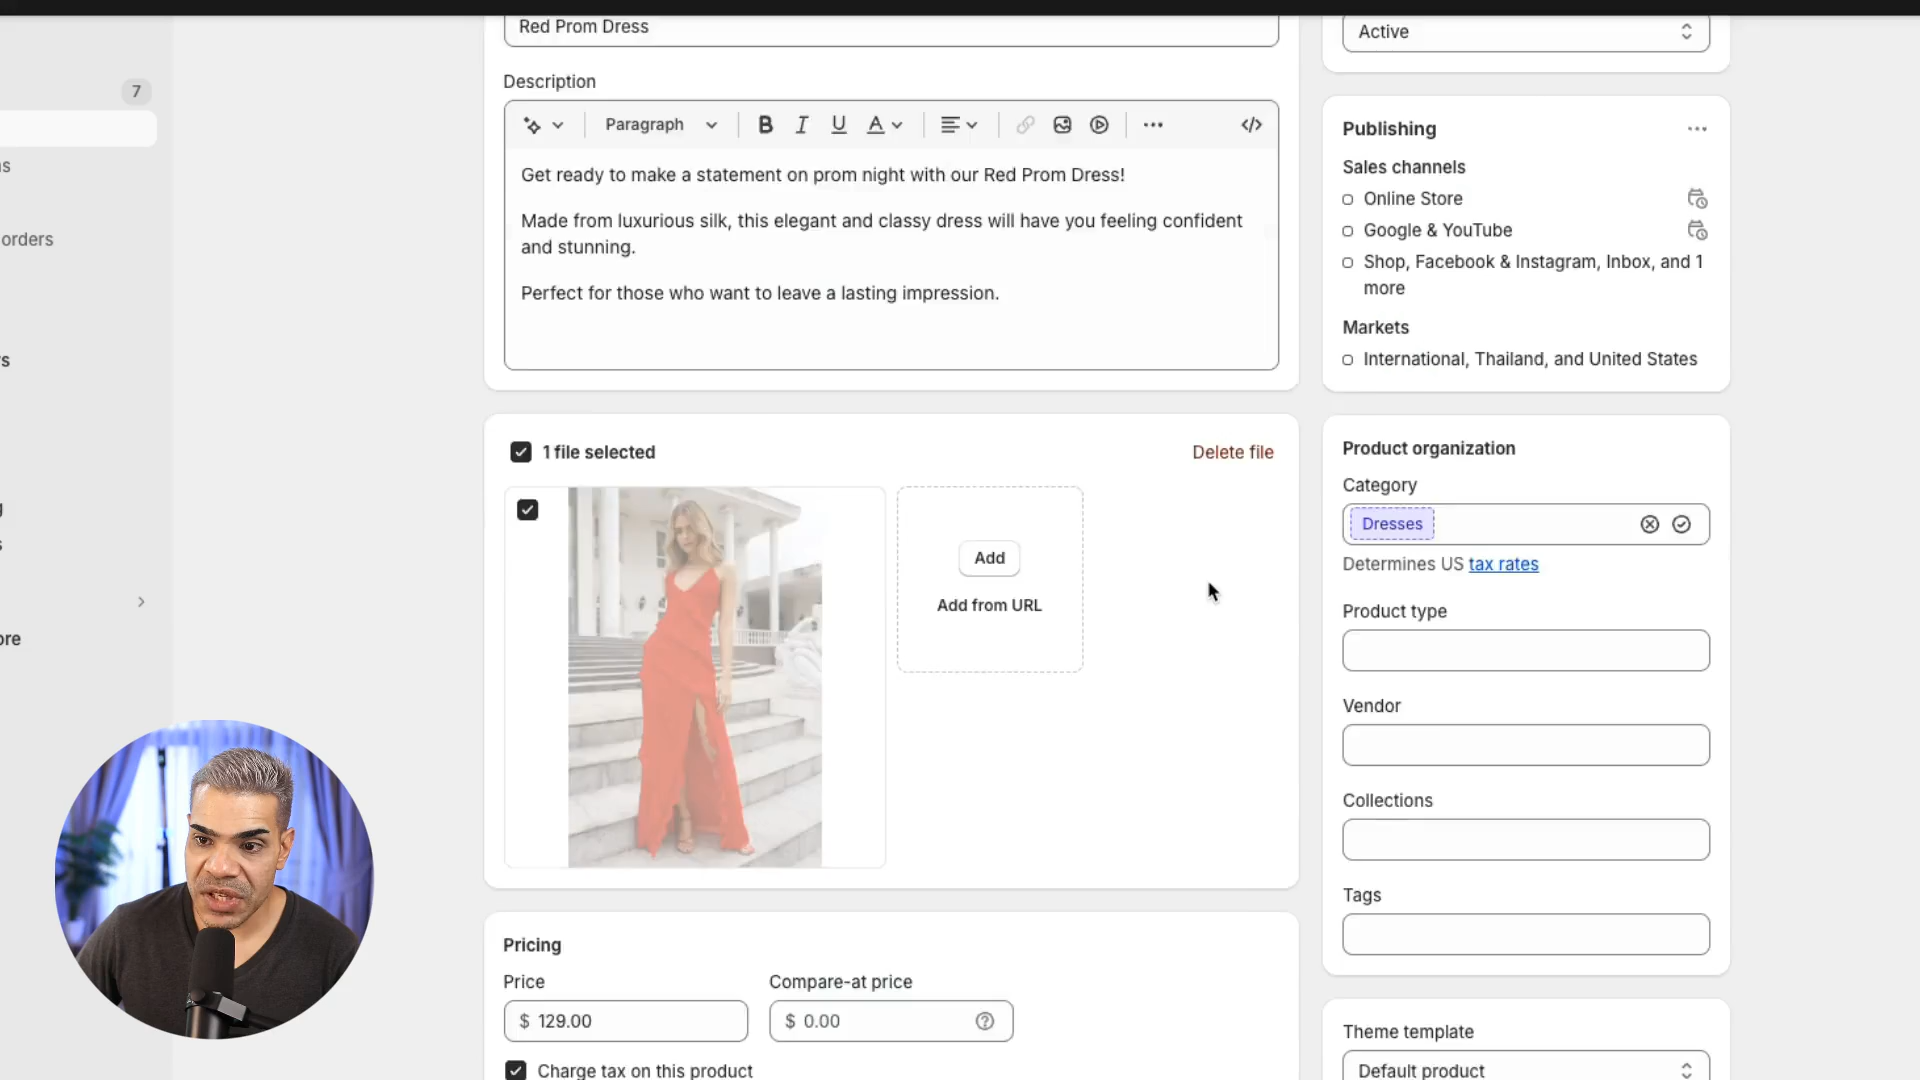 Red Prom Dress
Active
Description
7
Paragraph
B I U A
Publishing
Get ready to make a statement on prom night with our Red Prom Dress!
Sales channels
Online Store
Made from luxurious silk, this elegant and classy dress will have you feeling confident
and stunning.
Google & YouTube
orders
Shop, Facebook & Instagram, Inbox, and 1
more
Perfect for those who want to leave a lasting impression.
Markets
International, Thailand, and United States
1 file selected
Delete file
Product organization
Category
Dresses
Determines US tax rates
Add
Add from URL
Product type
Vendor
Collections
Tags
Pricing
Price
Compare-at price
$ 129.00
$ 0.00
Charge tax on this product
Theme template
Default product